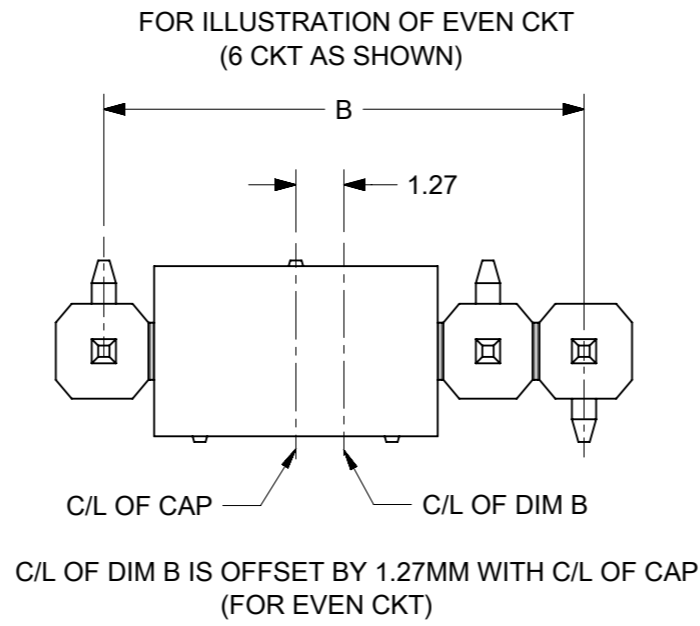 FOR ILLUSTRATION OF EVEN CKT
(6 CKT AS SHOWN)
B
1.27
C/L OF CAP
C/L OF DIM B
C/L OF DIM B IS OFFSET BY 1.27MM WITH C/L OF CAP
(FOR EVEN CKT)